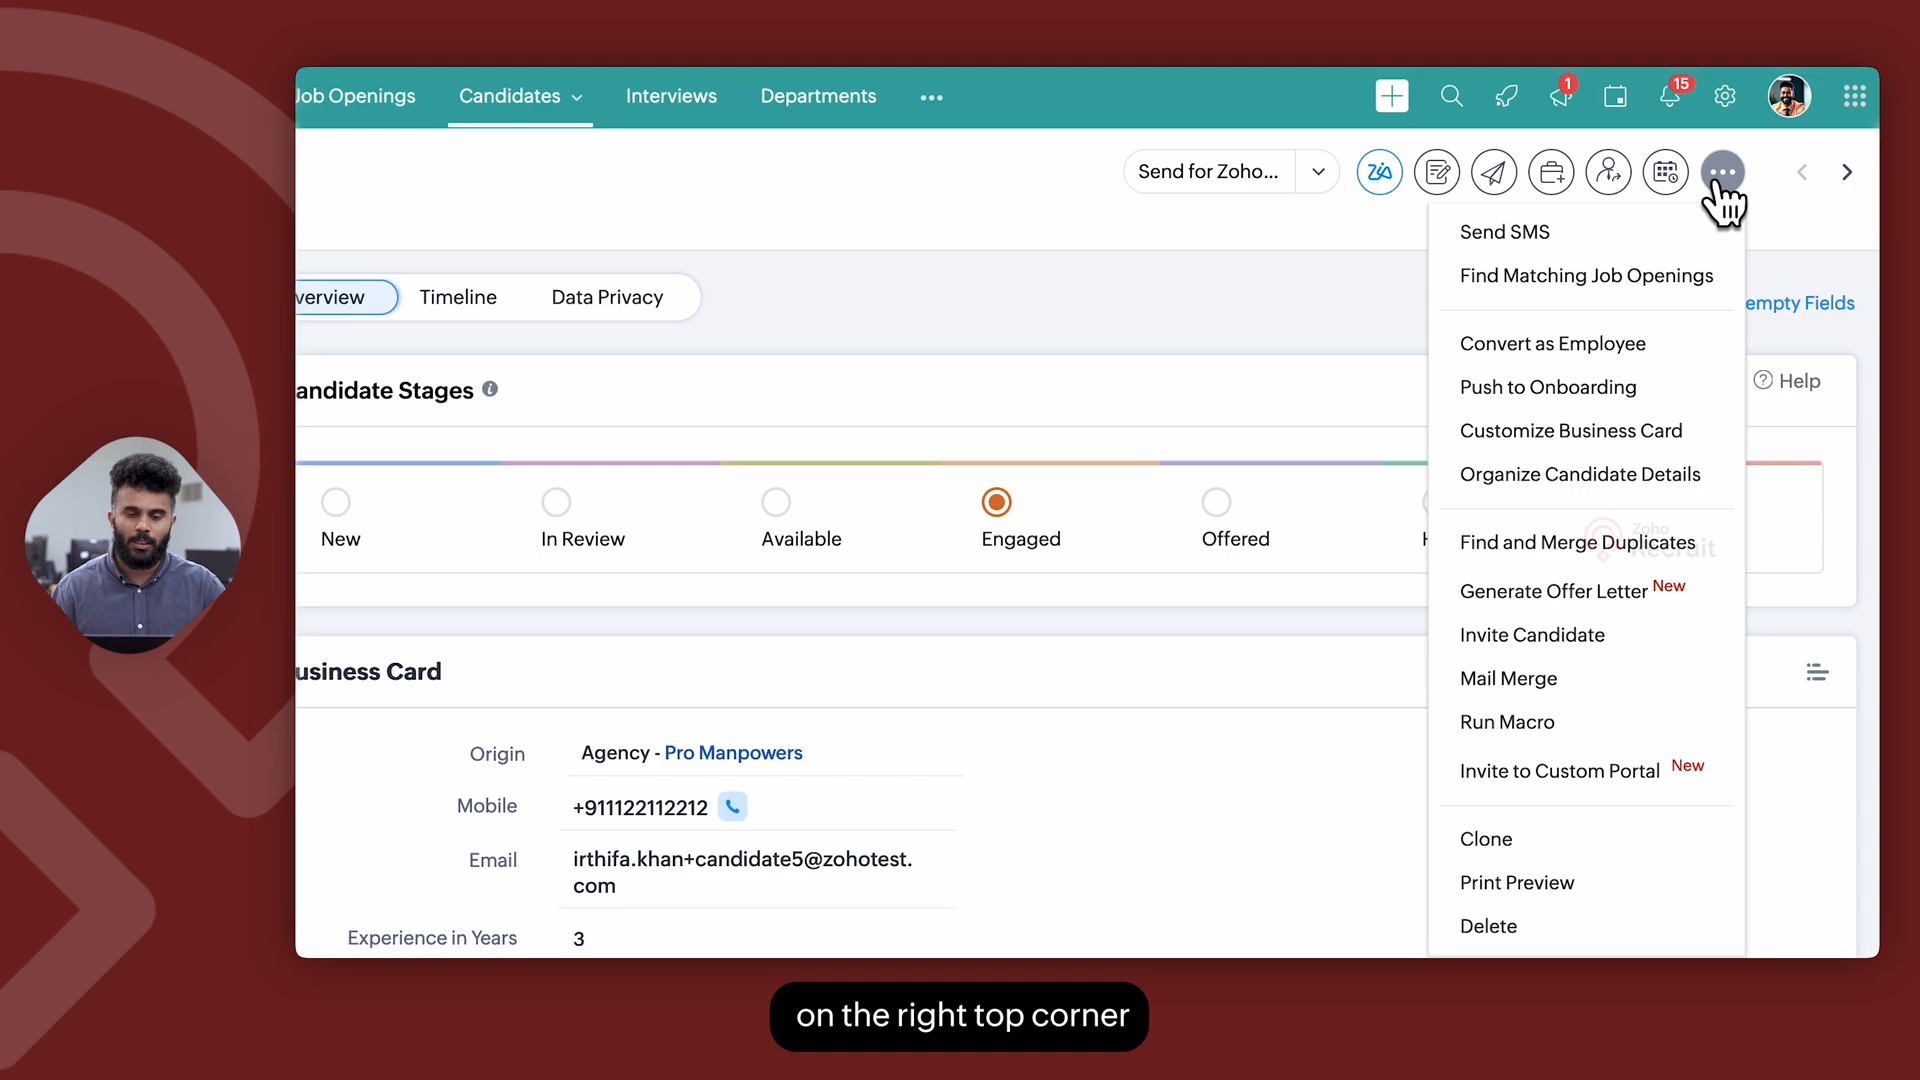 Job Openings
Candidates
Interviews
Departments
1
15
Send for Zoho...
Zia
Send SMS
Find Matching Job Openings
Convert as Employee
Push to Onboarding
Customize Business Card
Organize Candidate Details
Find and Merge Duplicates
Generate Offer Letter New
Invite Candidate
Mail Merge
Run Macro
Invite to Custom Portal New
Clone
Print Preview
Delete
verview
Timeline
Data Privacy
empty Fields
andidate Stages
Help
New
In Review
Available
Engaged
Offered
H
Zoho
Recruit
usiness Card
Origin
Agency - Pro Manpowers
Mobile
+911122112212
Email
irthifa.khan+candidate5@zohotest.
com
Experience in Years
3
on the right top corner